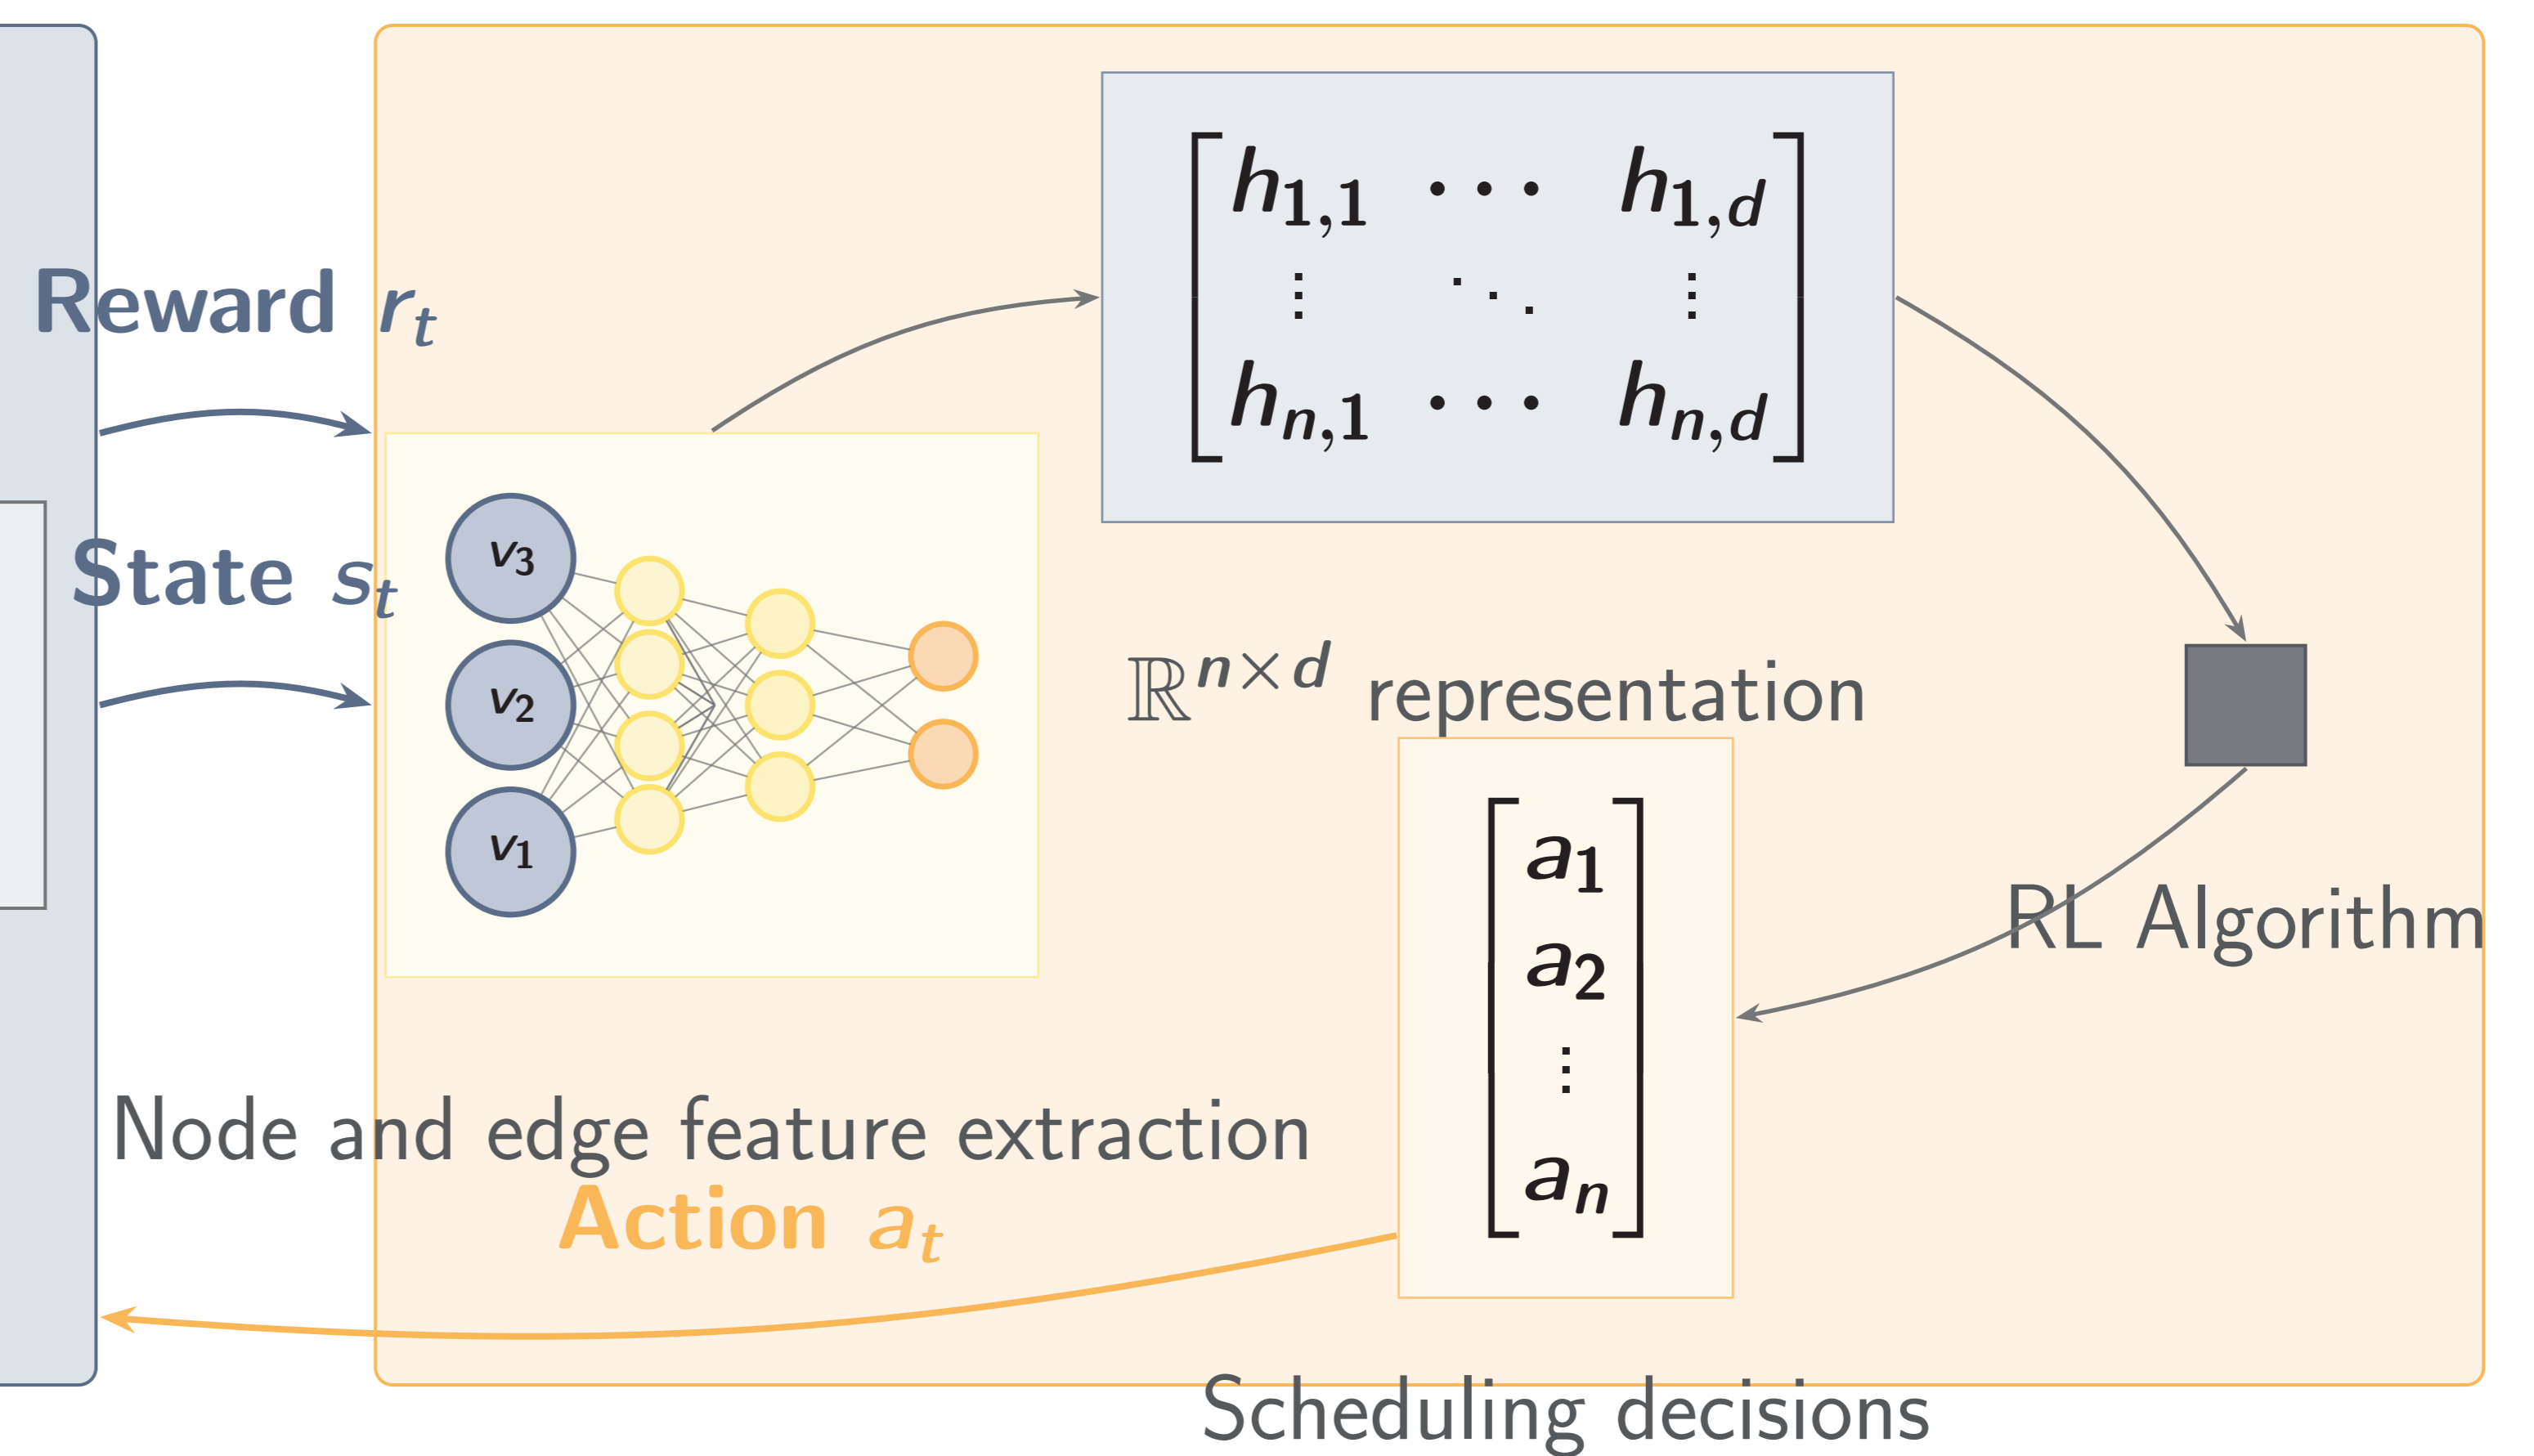 h1,1 ··· h1,d
⋮ ⋱ ⋮
hn,1 ··· hn,d
Reward rt
State st
v3
v2
v1
ℝn×d representation
a1
a2
⋮
an
RL Algorithm
Node and edge feature extraction
Action at
Scheduling decisions